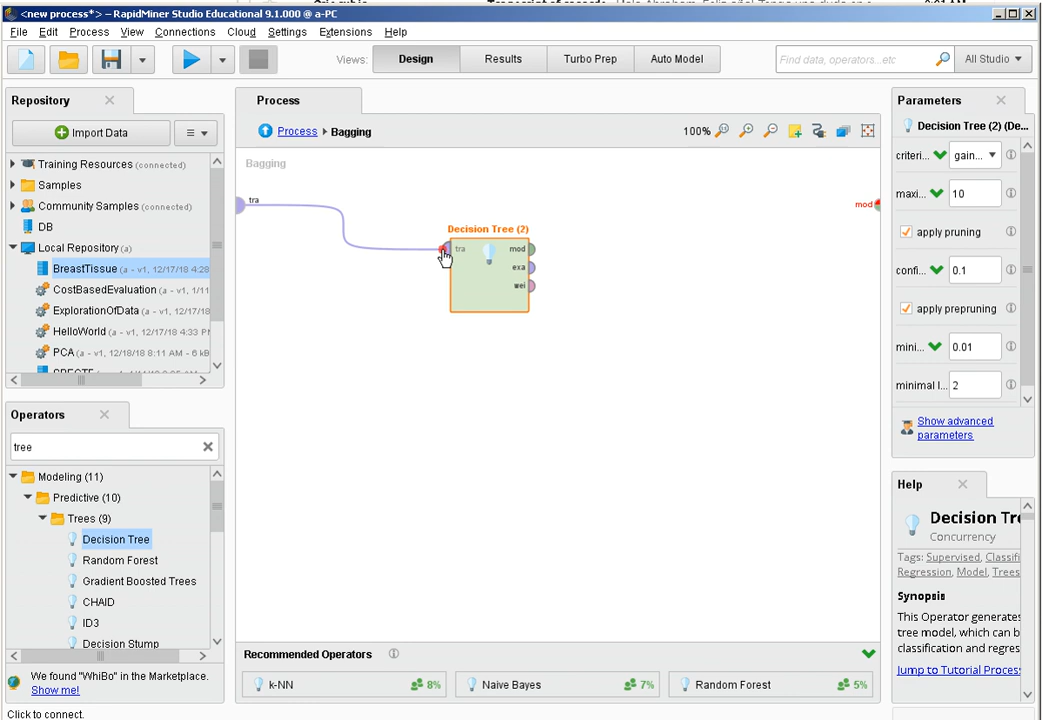 <new process*> – RapidMiner Studio Educational 9.1.000 @ a-PC
File Edit Process View Connections Cloud Settings Extensions Help
Views: Design Results Turbo Prep Auto Model Find data, operators...etc All Studio
Repository
Import Data
Training Resources (connected)
Samples
Community Samples (connected)
DB
Local Repository (a)
BreastTissue (a - v1, 12/17/18 4:28
CostBasedEvaluation (a - v1, 1/11
ExplorationOfData (a - v1, 12/17/18
HelloWorld (a - v1, 12/17/18 4:33 P
PCA (a - v1, 12/18/18 8:11 AM - 6 kB
Operators
tree
Modeling (11)
Predictive (10)
Trees (9)
Decision Tree
Random Forest
Gradient Boosted Trees
CHAID
ID3
Decision Stump
We found "WhiBo" in the Marketplace.
Show me!
Click to connect.
Process
Process Bagging
100%
Bagging
tra
mod
Decision Tree (2)
tra mod
exa
wei
Recommended Operators
k-NN 8% Naive Bayes 7% Random Forest 5%
Parameters
Decision Tree (2) (De...
criteri... gain...
maxi... 10
apply pruning
confi... 0.1
apply prepruning
mini... 0.01
minimal l... 2
Show advanced
parameters
Help
Decision Tre
Concurrency
Tags: Supervised, Classifi
Regression, Model, Trees
Synopsis
This Operator generates
tree model, which can b
classification and regres
Jump to Tutorial Process